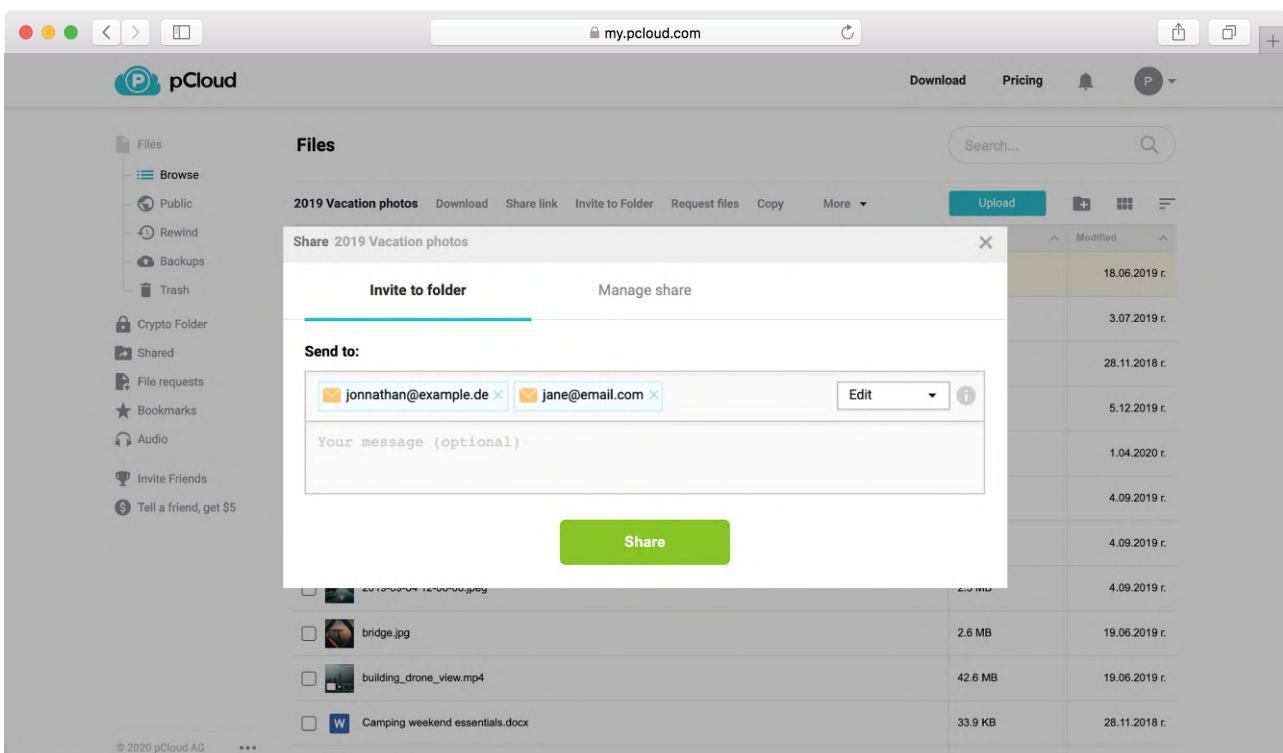 my.pcloud.com
pCloud
Download Pricing P
Files
Browse
Public
Rewind
Backups
Trash
Crypto Folder
Shared
File requests
Bookmarks
Audio
Invite Friends
Tell a friend, get $5
© 2020 pCloud AG
Files
Search...
2019 Vacation photos Download Share link Invite to Folder Request files Copy More Upload
Modified
Share 2019 Vacation photos
Invite to folder Manage share
Send to:
jonnathan@example.de jane@email.com Edit
Your message (optional)
Share
18.06.2019 r.
3.07.2019 r.
28.11.2018 r.
5.12.2019 r.
1.04.2020 r.
4.09.2019 r.
4.09.2019 r.
4.09.2019 r.
bridge.jpg 2.6 MB 19.06.2019 r.
building_drone_view.mp4 42.6 MB 19.06.2019 r.
W Camping weekend essentials.docx 33.9 KB 28.11.2018 r.